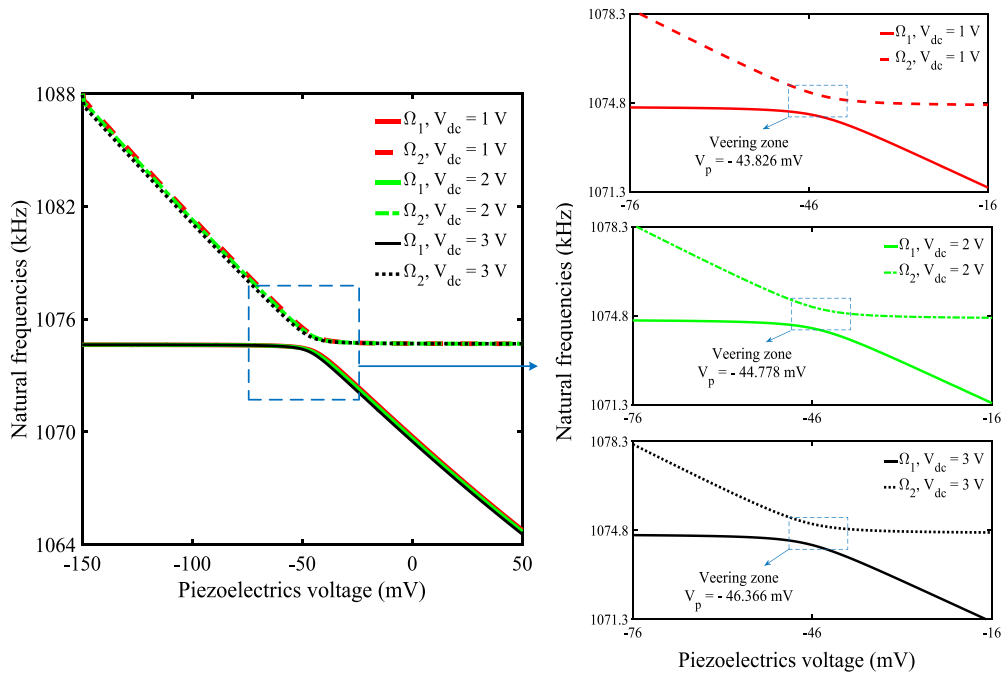 Natural frequencies (kHz)
1088
1082
1076
1070
1064
-150
-100
-50
0
50
Piezoelectrics voltage (mV)
Ω1, Vdc = 1 V
Ω2, Vdc = 1 V
Ω1, Vdc = 2 V
Ω2, Vdc = 2 V
Ω1, Vdc = 3 V
Ω2, Vdc = 3 V
Natural frequencies (kHz)
1078.3
1074.8
1071.3
-76
-46
-16
Ω1, Vdc = 1 V
Ω2, Vdc = 1 V
Veering zone
Vp = - 43.826 mV
1078.3
1074.8
1071.3
-76
-46
-16
Ω1, Vdc = 2 V
Ω2, Vdc = 2 V
Veering zone
Vp = - 44.778 mV
1078.3
1074.8
1071.3
-76
-46
-16
Ω1, Vdc = 3 V
Ω2, Vdc = 3 V
Veering zone
Vp = - 46.366 mV
Piezoelectrics voltage (mV)